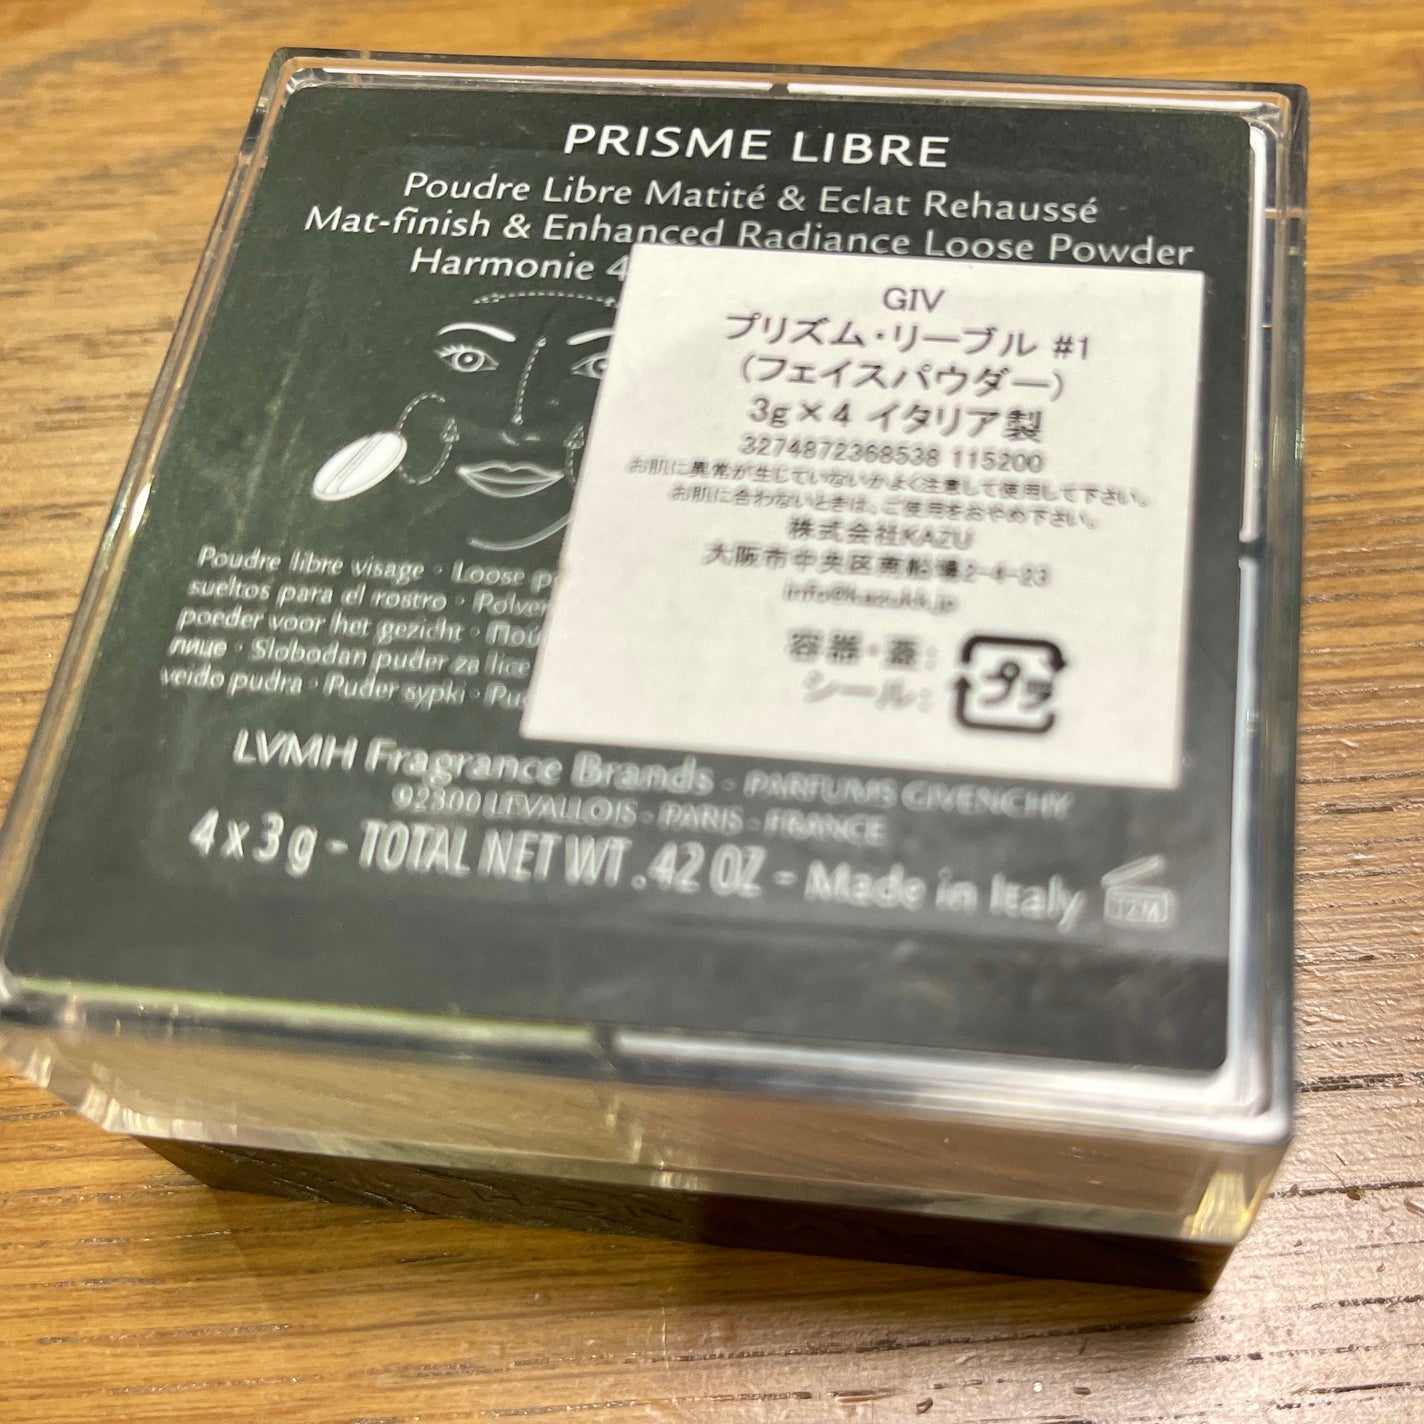 PRISME LIBRE
Poudre Libre Matité & Eclat Rehaussé
Mat-finish & Enhanced Radiance Loose Powder
Harmonie 4
GIV
プリズム・リーブル #1
(フェイスパウダー)
3g×4 イタリア製
3274872368538 115200
お肌に異常が生じていないかよく注意して使用して下さい。
お肌に合わないときは、ご使用をおやめ下さい。
株式会社KAZU
大阪市中央区南船場2-4-23
info@kazukk.jp
容器・蓋:
シール:
プラ
Poudre libre visage · Loose
sueltos para el rostro ·
poeder voor het gezicht ·
лице · Slobodan puder za lice
veido pudra · Puder sypki ·
LVMH Fragrance Brands - PARFUMS GIVENCHY
92300 LEVALLOIS - PARIS - FRANCE
4 x 3 g - TOTAL NET WT .42 OZ - Made in Italy
12M